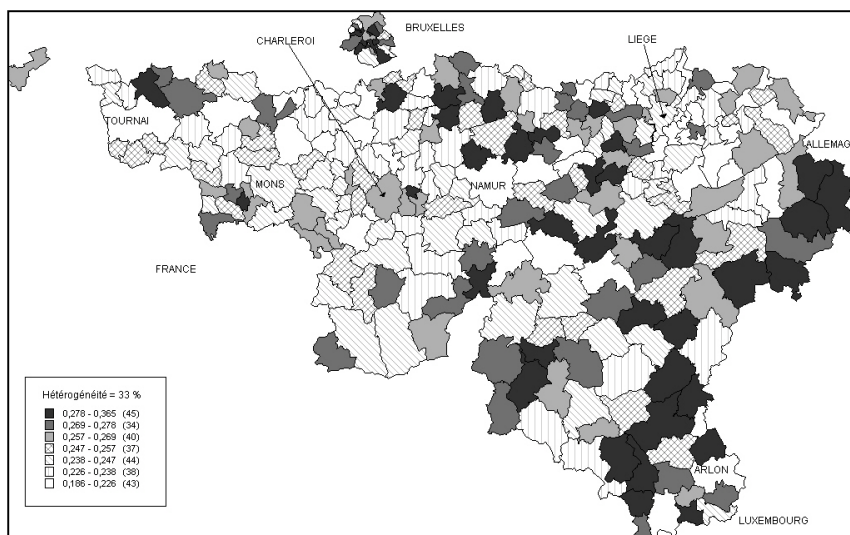 BRUXELLES
CHARLEROI
LIEGE
TOURNAI
ALLEMAG
MONS
NAMUR
FRANCE
ARLON
LUXEMBOURG
Hétérogénéité = 33 %
0,278 - 0,365 (45)
0,269 - 0,278 (34)
0,257 - 0,269 (40)
0,247 - 0,257 (37)
0,238 - 0,247 (44)
0,226 - 0,238 (38)
0,186 - 0,226 (43)